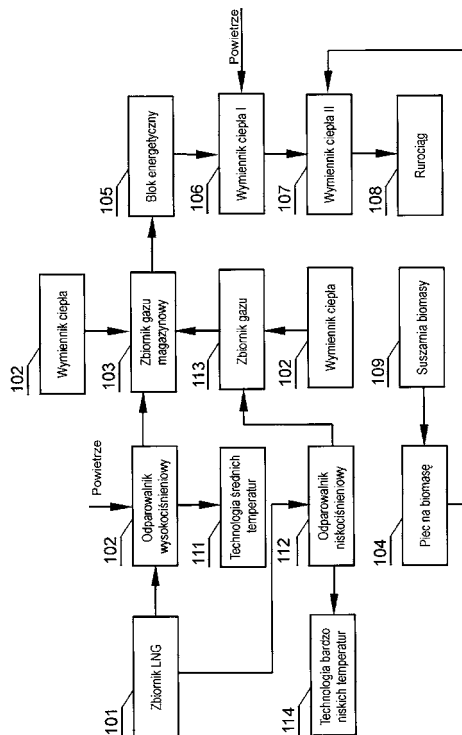 101
Zbiornik LNG
Powietrze
102
Odparowalnik
wysokociśnieniowy
111
Technologia średnich
temperatur
112
Odparowalnik
niskociśnieniowy
114
Technologia bardzo
niskich temperatur
104
Piec na biomasę
102
Wymiennik ciepła
103
Zbiornik gazu
magazynowy
113
Zbiornik gazu
102
Wymiennik ciepła
109
Suszarnia biomasy
105
Blok energetyczny
Powietrze
106
Wymiennik ciepła I
107
Wymiennik ciepła II
108
Rurociąg